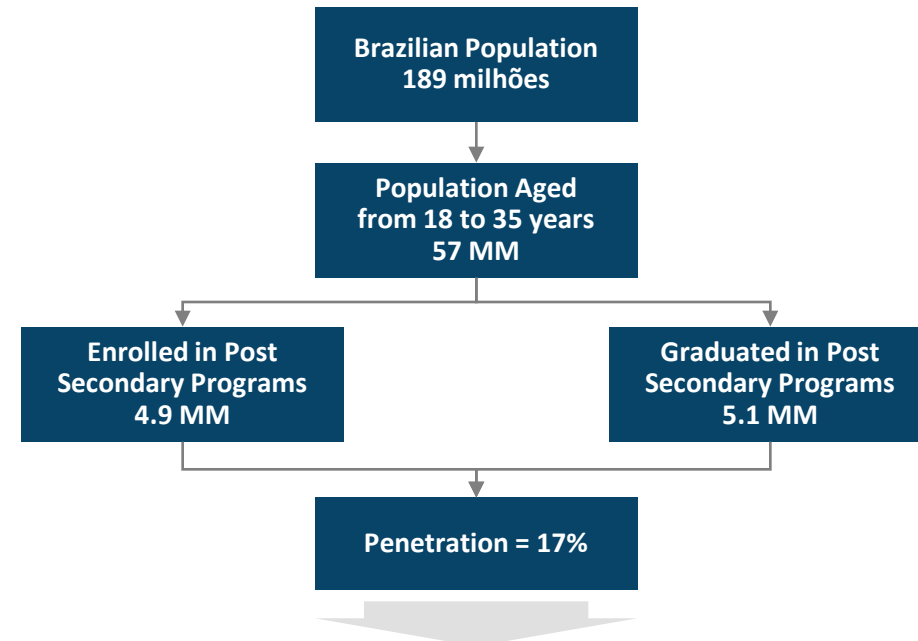 Brazilian Population
189 milhões
Population Aged
from 18 to 35 years
57 MM
Enrolled in Post
Secondary Programs
4.9 MM
Graduated in Post
Secondary Programs
5.1 MM
Penetration = 17%